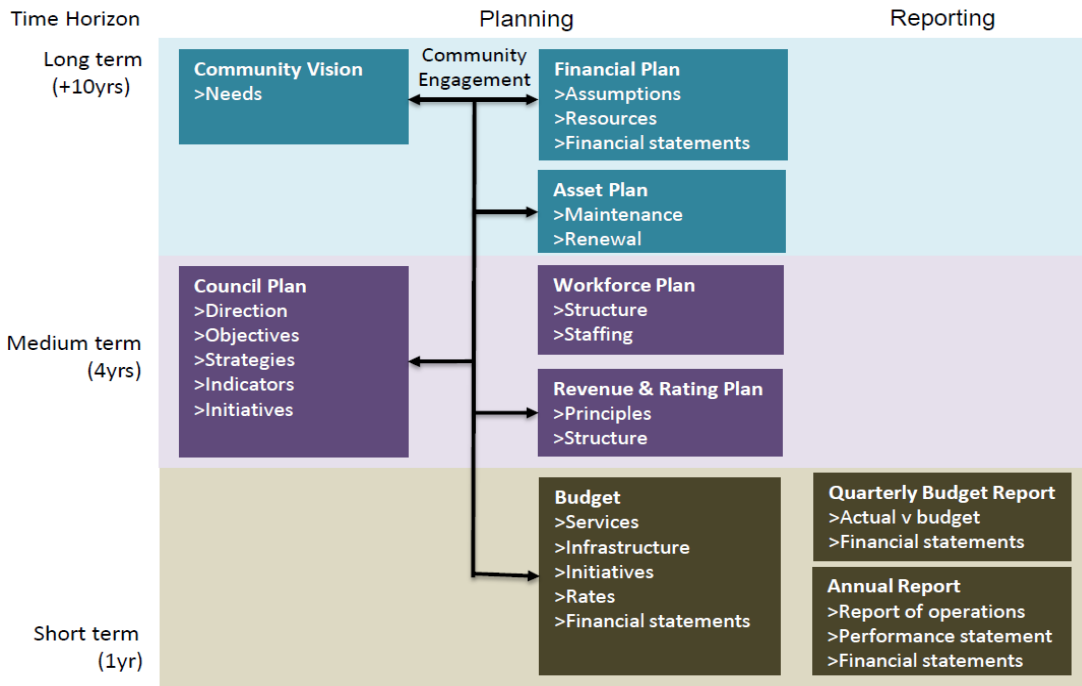 Time Horizon
Planning
Reporting
Long term
(+10yrs)
Community Vision
>Needs
Community
Engagement
Financial Plan
>Assumptions
>Resources
>Financial statements
Asset Plan
>Maintenance
>Renewal
Medium term
(4yrs)
Council Plan
>Direction
>Objectives
>Strategies
>Indicators
>Initiatives
Workforce Plan
>Structure
>Staffing
Revenue & Rating Plan
>Principles
>Structure
Short term
(1yr)
Budget
>Services
>Infrastructure
>Initiatives
>Rates
>Financial statements
Quarterly Budget Report
>Actual v budget
>Financial statements
Annual Report
>Report of operations
>Performance statement
>Financial statements